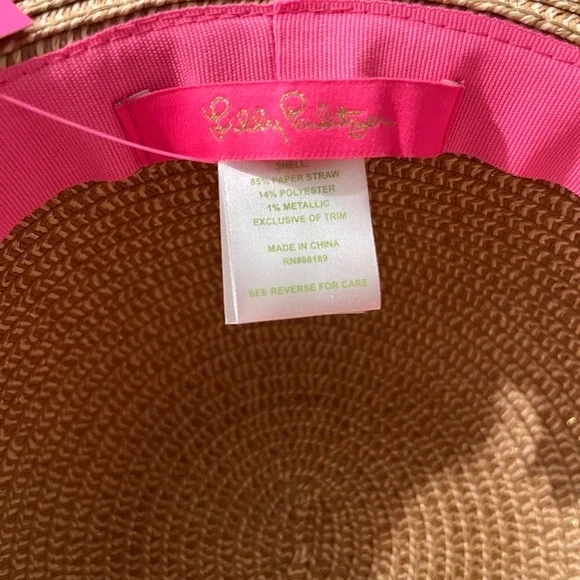 Lilly Pulitzer
SHELL:
85% PAPER STRAW
14% POLYESTER
1% METALLIC
EXCLUSIVE OF TRIM
MADE IN CHINA
RN#88189
SEE REVERSE FOR CARE